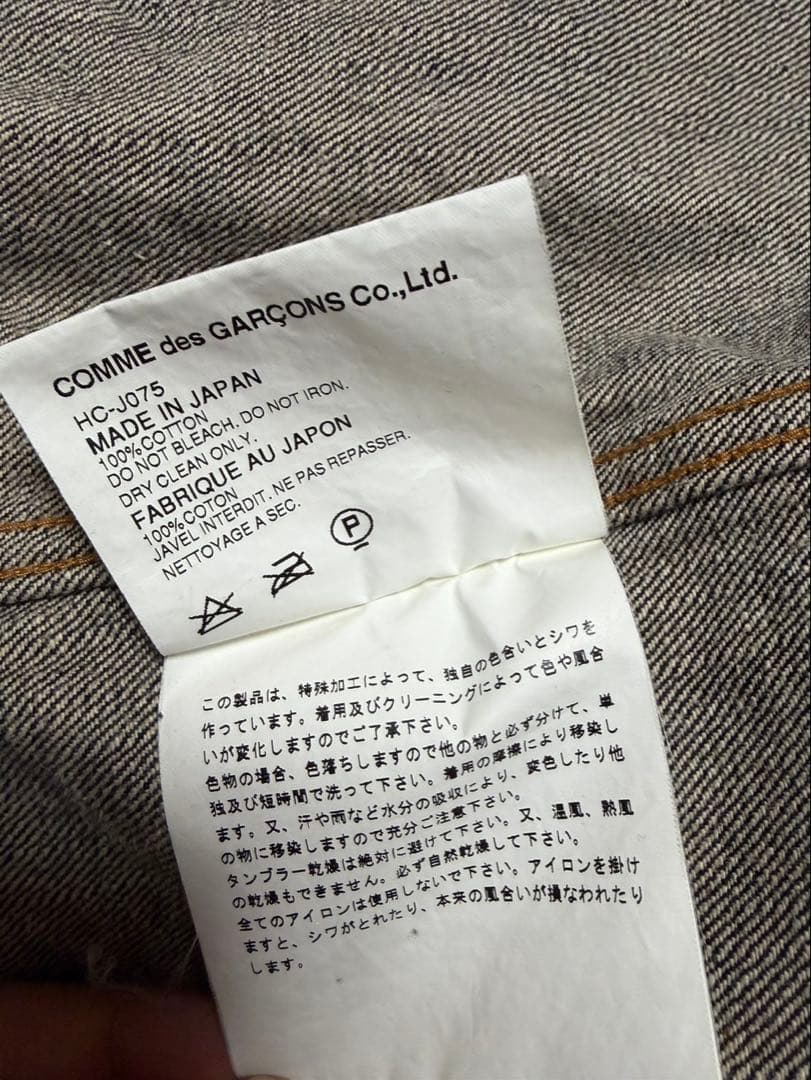 COMME des GARÇONS Co.,Ltd.
HC-J075
MADE IN JAPAN
100%COTTON
DO NOT BLEACH. DO NOT IRON.
DRY CLEAN ONLY.
FABRIQUE AU JAPON
100%COTON
JAVEL INTERDIT. NE PAS REPASSER.
NETTOYAGE A SEC.
P
この製品は、特殊加工によって、独自の色合いとシワを
作っています。着用及びクリーニングによって色や風合
いが変化しますのでご了承下さい。
色物の場合、色落ちしますので他の物と必ず分けて、単
独及び短時間で洗って下さい。着用の摩擦により移染し
ます。又、汗や雨など水分の吸収により、変色したり他
の物に移染しますので充分ご注意下さい。
タンブラー乾燥は絶対に避けて下さい。又、温風、熱風
の乾燥もできません。必ず自然乾燥して下さい。
全てのアイロンは使用しないで下さい。アイロンを掛け
ますと、シワがとれたり、本来の風合いが損なわれたり
します。